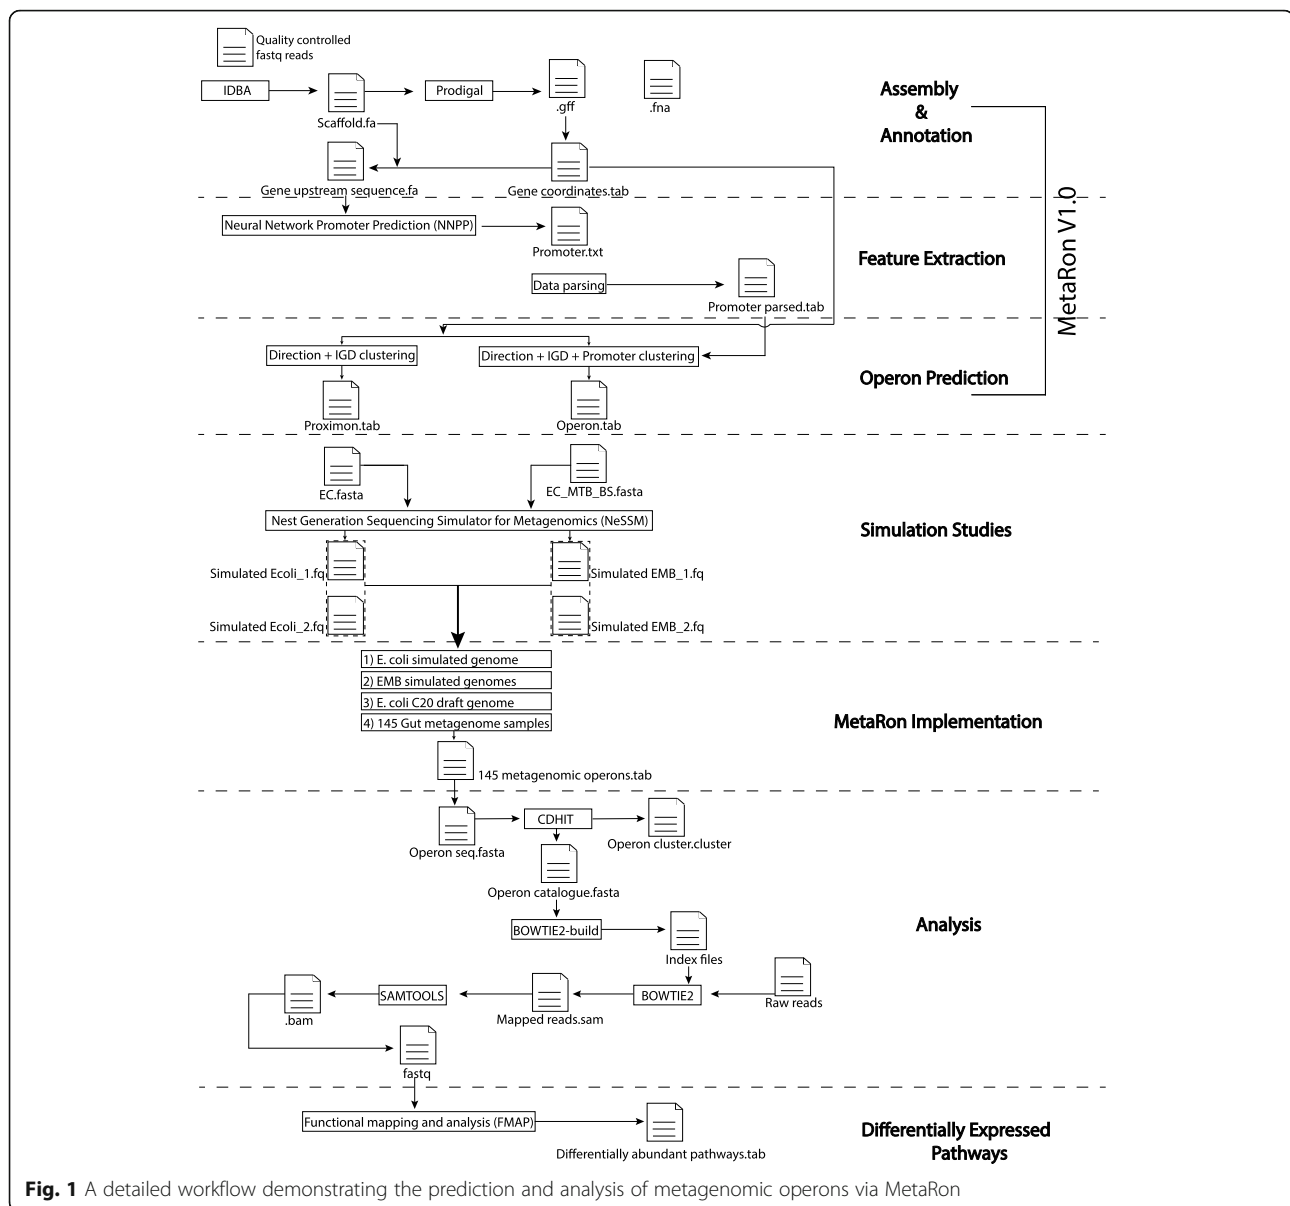 Quality controlled
fastq reads
IDBA
Scaffold.fa
Prodigal
.gff
.fna
Assembly
&
Annotation
Gene upstream sequence.fa
Gene coordinates.tab
MetaRon V1.0
Neural Network Promoter Prediction (NNPP)
Promoter.txt
Feature Extraction
Data parsing
Promoter parsed.tab
Direction + IGD clustering
Direction + IGD + Promoter clustering
Operon Prediction
Proximon.tab
Operon.tab
EC.fasta
EC_MTB_BS.fasta
Nest Generation Sequencing Simulator for Metagenomics (NeSSM)
Simulation Studies
Simulated Ecoli_1.fq
Simulated EMB_1.fq
Simulated Ecoli_2.fq
Simulated EMB_2.fq
1) E. coli simulated genome
2) EMB simulated genomes
3) E. coli C20 draft genome
4) 145 Gut metagenome samples
MetaRon Implementation
145 metagenomic operons.tab
Operon seq.fasta
CDHIT
Operon cluster.cluster
Operon catalogue.fasta
BOWTIE2-build
Index files
Analysis
.bam
SAMTOOLS
Mapped reads.sam
BOWTIE2
Raw reads
fastq
Functional mapping and analysis (FMAP)
Differentially abundant pathways.tab
Differentially Expressed
Pathways
Fig. 1 A detailed workflow demonstrating the prediction and analysis of metagenomic operons via MetaRon